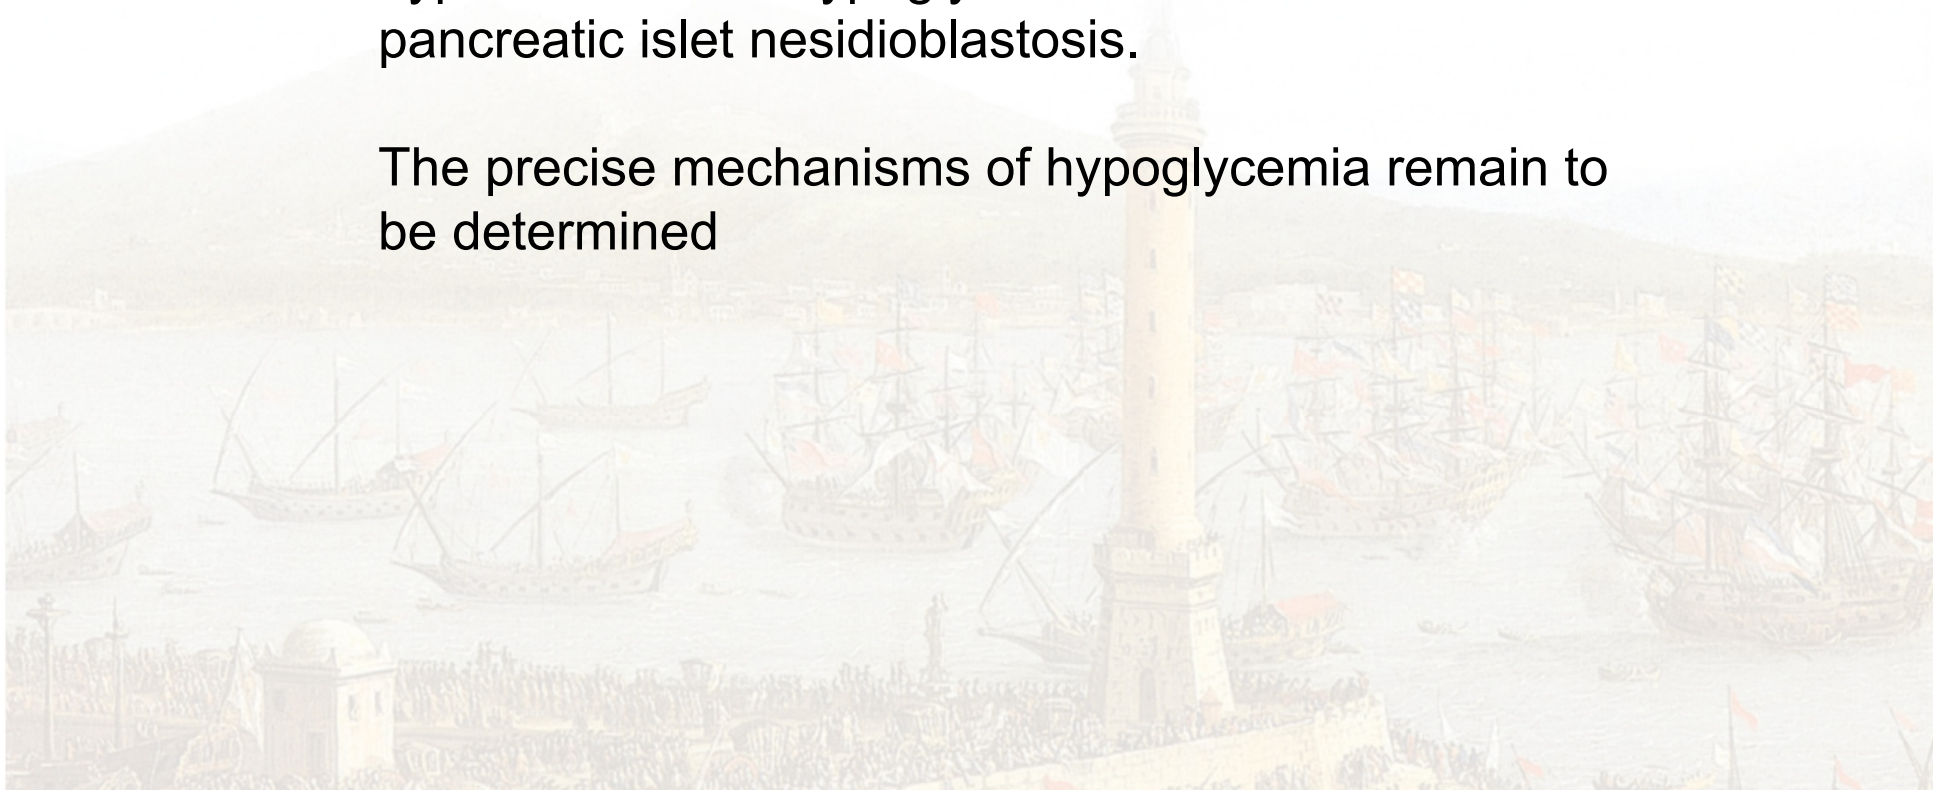 pancreatic islet nesidioblastosis.
The precise mechanisms of hypoglycemia remain to
be determined